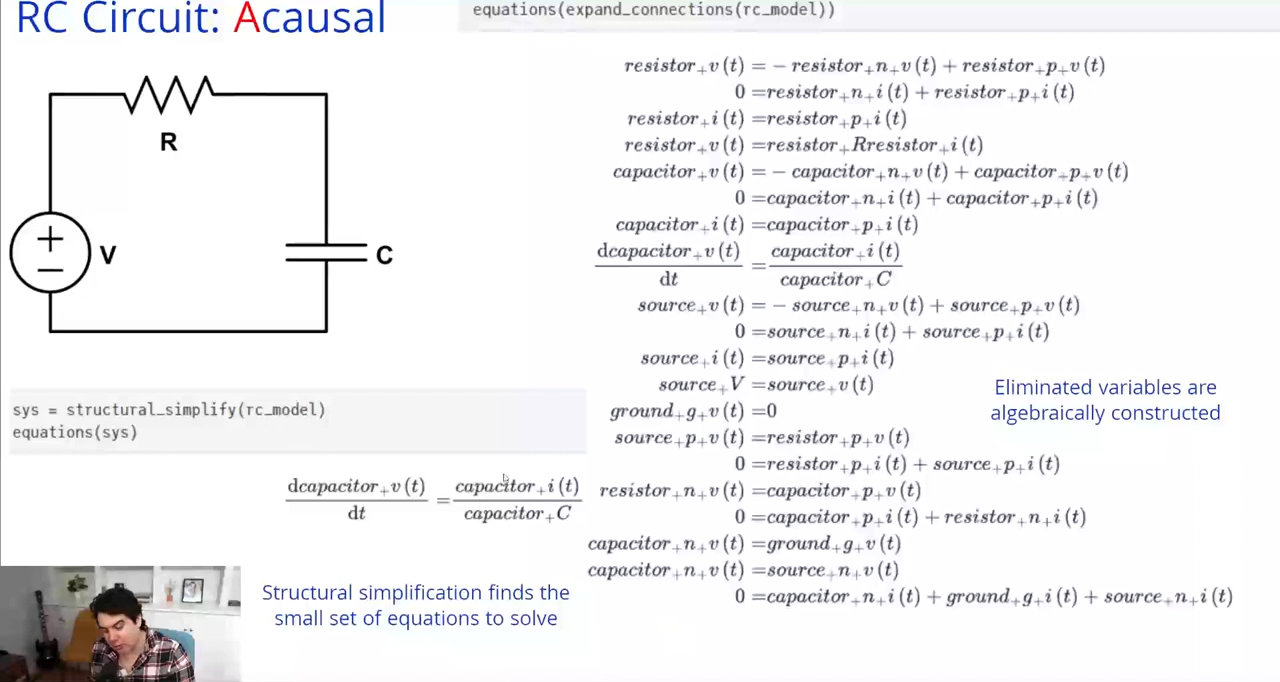 RC Circuit: Acausal
equations(expand_connections(rc_model))
R
+
−
V
C
sys = structural_simplify(rc_model)
equations(sys)
dcapacitor₊v(t)/dt = capacitor₊i(t)/capacitor₊C
Structural simplification finds the
small set of equations to solve
resistor₊v(t) = − resistor₊n₊v(t) + resistor₊p₊v(t)
0 =resistor₊n₊i(t) + resistor₊p₊i(t)
resistor₊i(t) =resistor₊p₊i(t)
resistor₊v(t) =resistor₊Rresistor₊i(t)
capacitor₊v(t) = − capacitor₊n₊v(t) + capacitor₊p₊v(t)
0 =capacitor₊n₊i(t) + capacitor₊p₊i(t)
capacitor₊i(t) =capacitor₊p₊i(t)
dcapacitor₊v(t)/dt = capacitor₊i(t)/capacitor₊C
source₊v(t) = − source₊n₊v(t) + source₊p₊v(t)
0 =source₊n₊i(t) + source₊p₊i(t)
source₊i(t) =source₊p₊i(t)
source₊V =source₊v(t)
ground₊g₊v(t) =0
source₊p₊v(t) =resistor₊p₊v(t)
0 =resistor₊p₊i(t) + source₊p₊i(t)
resistor₊n₊v(t) =capacitor₊p₊v(t)
0 =capacitor₊p₊i(t) + resistor₊n₊i(t)
capacitor₊n₊v(t) =ground₊g₊v(t)
capacitor₊n₊v(t) =source₊n₊v(t)
0 =capacitor₊n₊i(t) + ground₊g₊i(t) + source₊n₊i(t)
Eliminated variables are
algebraically constructed